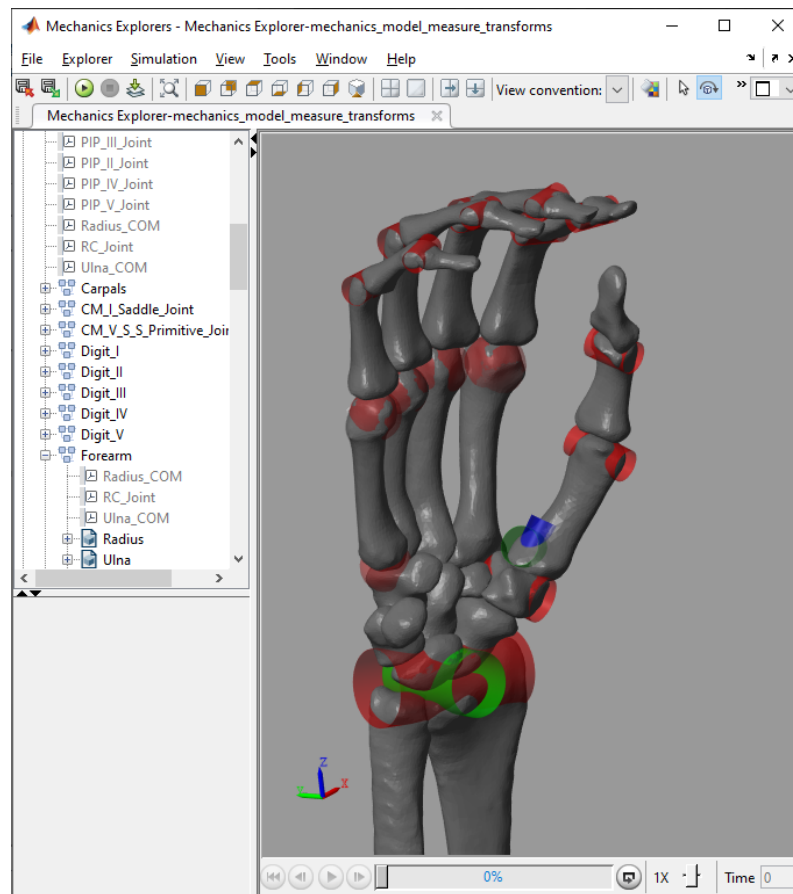 Mechanics Explorers - Mechanics Explorer-mechanics_model_measure_transforms
File Explorer Simulation View Tools Window Help
View convention:
Mechanics Explorer-mechanics_model_measure_transforms
PIP_III_Joint
PIP_II_Joint
PIP_IV_Joint
PIP_V_Joint
Radius_COM
RC_Joint
Ulna_COM
Carpals
CM_I_Saddle_Joint
CM_V_S_S_Primitive_Joir
Digit_I
Digit_II
Digit_III
Digit_IV
Digit_V
Forearm
Radius_COM
RC_Joint
Ulna_COM
Radius
Ulna
Z
Y
X
0% 1X Time 0